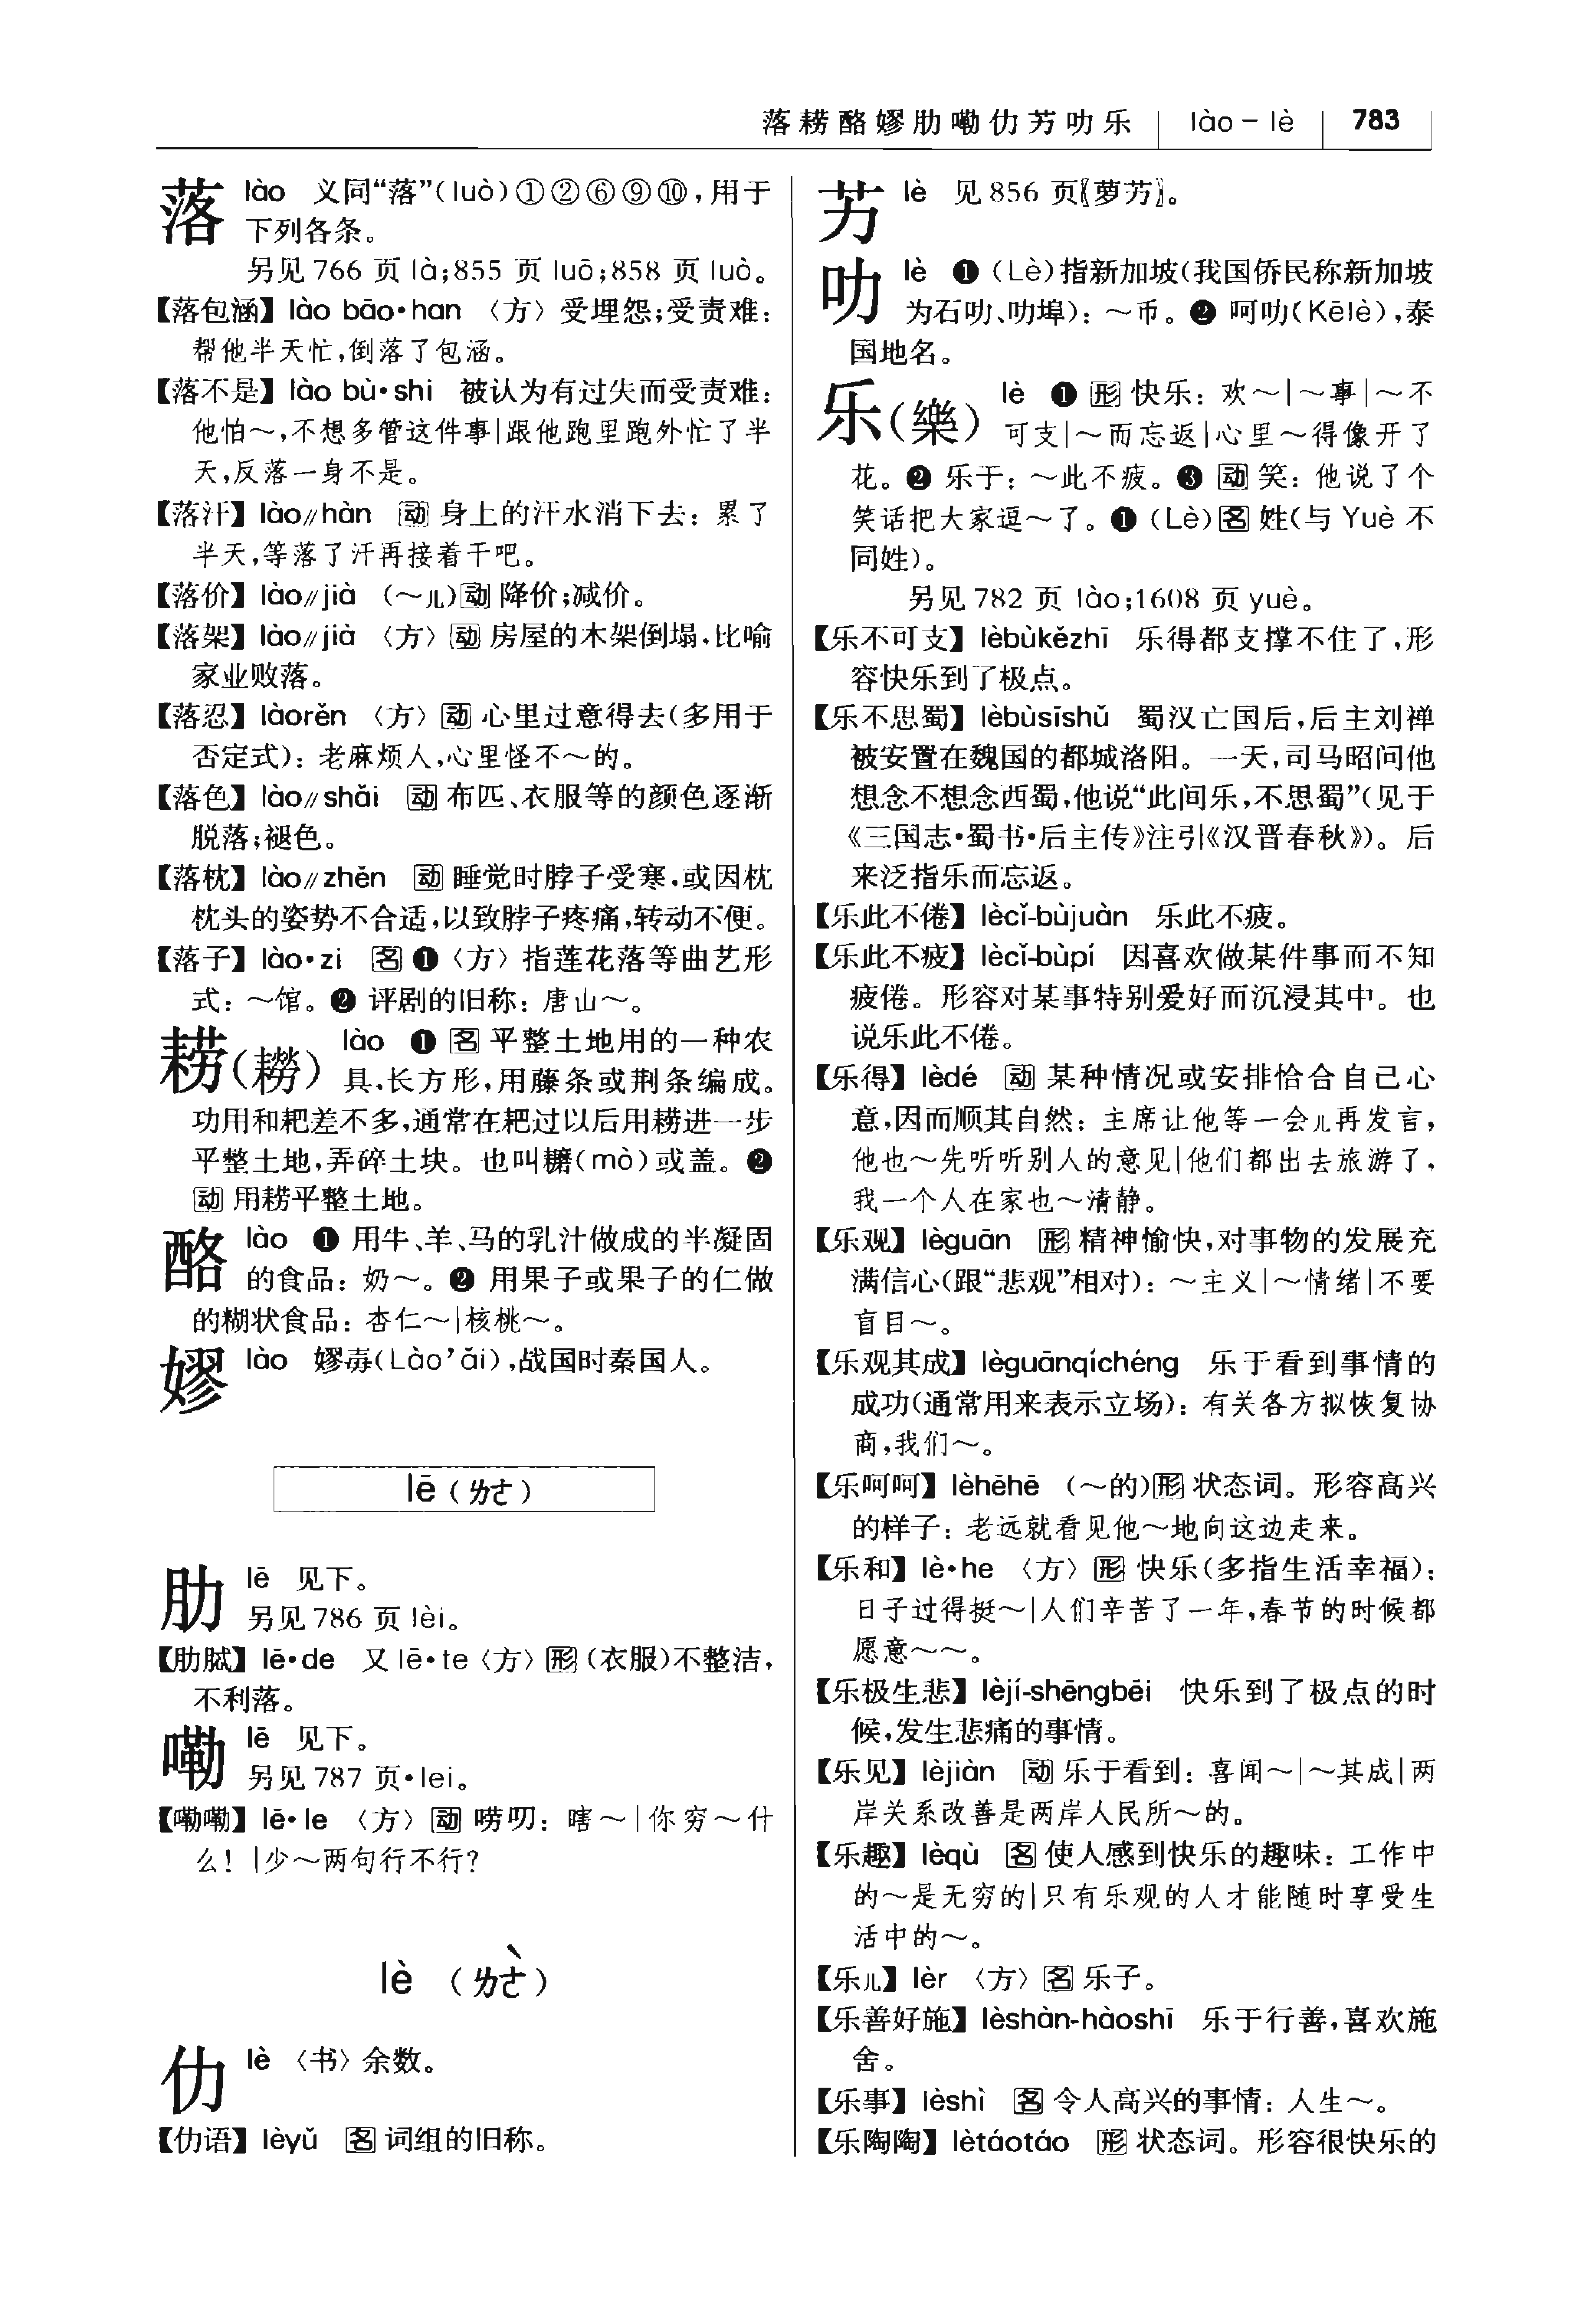 落耢酪嫪肋嘞仂艻叻乐 | lào－lè | 783
落 lào 义同“落”(luò)①②⑥⑨⑩，用于
下列各条。
另见766页là；855页luō；858页luò。
【落包涵】lào bāo·han 〈方〉受埋怨；受责难：
帮他半天忙，倒落了包涵。
【落不是】lào bù·shi 被认为有过失而受责难：
他怕～，不想多管这件事|跟他跑里跑外忙了半
天，反落一身不是。
【落汗】lào∥hàn 动 身上的汗水消下去：累了
半天，等落了汗再接着干吧。
【落价】lào∥jià （～儿）动 降价；减价。
【落架】lào∥jià 〈方〉动 房屋的木架倒塌，比喻
家业败落。
【落忍】làorěn 〈方〉动 心里过意得去(多用于
否定式)：老麻烦人，心里怪不～的。
【落色】lào∥shǎi 动 布匹、衣服等的颜色逐渐
脱落；褪色。
【落枕】lào∥zhěn 动 睡觉时脖子受寒，或因枕
枕头的姿势不合适，以致脖子疼痛，转动不便。
【落子】lào·zi 名 ❶〈方〉指莲花落等曲艺形
式：～馆。❷ 评剧的旧称：唐山～。
耢(耮) lào ❶ 名 平整土地用的一种农
具，长方形，用藤条或荆条编成。
功用和耙差不多，通常在耙过以后用耢进一步
平整土地，弄碎土块。也叫耱(mò)或盖。❷
动 用耢平整土地。
酪 lào ❶ 用牛、羊、马的乳汁做成的半凝固
的食品：奶～。❷ 用果子或果子的仁做
的糊状食品：杏仁～|核桃～。
嫪 lào 嫪毐(Lào’ǎi)，战国时秦国人。
lē（ㄌㄜ）
肋 lē 见下。
另见786页lèi。
【肋脦】lē·de 又 lē·te〈方〉形 (衣服)不整洁，
不利落。
嘞 lē 见下。
另见787页·lei。
【嘞嘞】lē·le 〈方〉动 唠叨：瞎～|你穷～什
么！|少～两句行不行？
lè （ㄌㄜˋ）
仂 lè 〈书〉余数。
【仂语】lèyǔ 名 词组的旧称。
艻 lè 见856页〖萝艻〗。
叻 lè ❶ (Lè)指新加坡(我国侨民称新加坡
为石叻、叻埠)：～币。❷ 呵叻(Kēlè)，泰
国地名。
乐(樂) lè ❶ 形 快乐：欢～|～事|～不
可支|～而忘返|心里～得像开了
花。❷ 乐于：～此不疲。❸ 动 笑：他说了个
笑话把大家逗～了。❶ (Lè)名 姓(与 Yuè 不
同姓)。
另见782页 lào；1608页yuè。
【乐不可支】lèbùkězhī 乐得都支撑不住了，形
容快乐到了极点。
【乐不思蜀】lèbùsīshǔ 蜀汉亡国后，后主刘禅
被安置在魏国的都城洛阳。一天，司马昭问他
想念不想念西蜀，他说“此间乐，不思蜀”(见于
《三国志·蜀书·后主传》注引《汉晋春秋》)。后
来泛指乐而忘返。
【乐此不倦】lècǐ-bùjuàn 乐此不疲。
【乐此不疲】lècǐ-bùpí 因喜欢做某件事而不知
疲倦。形容对某事特别爱好而沉浸其中。也
说乐此不倦。
【乐得】lèdé 动 某种情况或安排恰合自己心
意，因而顺其自然：主席让他等一会儿再发言，
他也～先听听别人的意见|他们都出去旅游了，
我一个人在家也～清静。
【乐观】lèguān 形 精神愉快，对事物的发展充
满信心(跟“悲观”相对)：～主义|～情绪|不要
盲目～。
【乐观其成】lèguānqíchéng 乐于看到事情的
成功(通常用来表示立场)：有关各方拟恢复协
商，我们～。
【乐呵呵】lèhēhē （～的）形 状态词。形容高兴
的样子：老远就看见他～地向这边走来。
【乐和】lè·he 〈方〉形 快乐(多指生活幸福)：
日子过得挺～|人们辛苦了一年，春节的时候都
愿意～～。
【乐极生悲】lèjí-shēngbēi 快乐到了极点的时
候，发生悲痛的事情。
【乐见】lèjiàn 动 乐于看到：喜闻～|～其成|两
岸关系改善是两岸人民所～的。
【乐趣】lèqù 名 使人感到快乐的趣味：工作中
的～是无穷的|只有乐观的人才能随时享受生
活中的～。
【乐儿】lèr 〈方〉名 乐子。
【乐善好施】lèshàn-hàoshī 乐于行善，喜欢施
舍。
【乐事】lèshì 名 令人高兴的事情：人生～。
【乐陶陶】lètáotáo 形 状态词。形容很快乐的